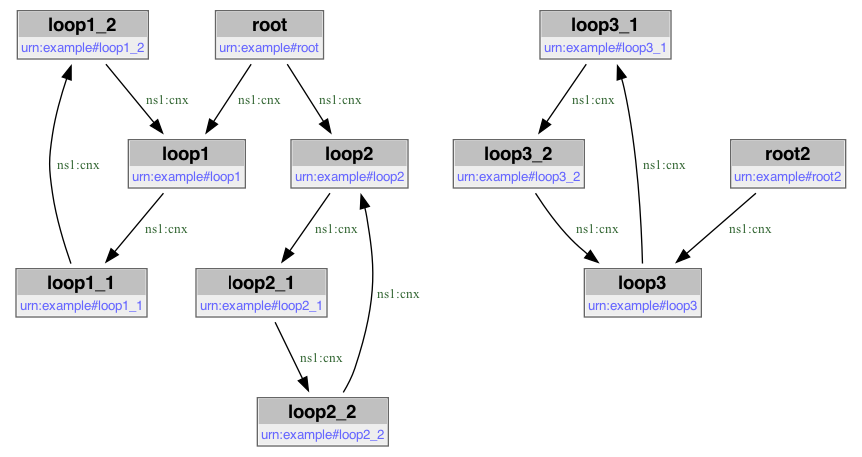 loop1_2
urn:example#loop1_2
root
urn:example#root
loop3_1
urn:example#loop3_1
ns1:cnx
ns1:cnx
ns1:cnx
ns1:cnx
loop1
urn:example#loop1
loop2
urn:example#loop2
loop3_2
urn:example#loop3_2
root2
urn:example#root2
ns1:cnx
ns1:cnx
ns1:cnx
ns1:cnx
ns1:cnx
ns1:cnx
loop1_1
urn:example#loop1_1
loop2_1
urn:example#loop2_1
loop3
urn:example#loop3
ns1:cnx
ns1:cnx
loop2_2
urn:example#loop2_2